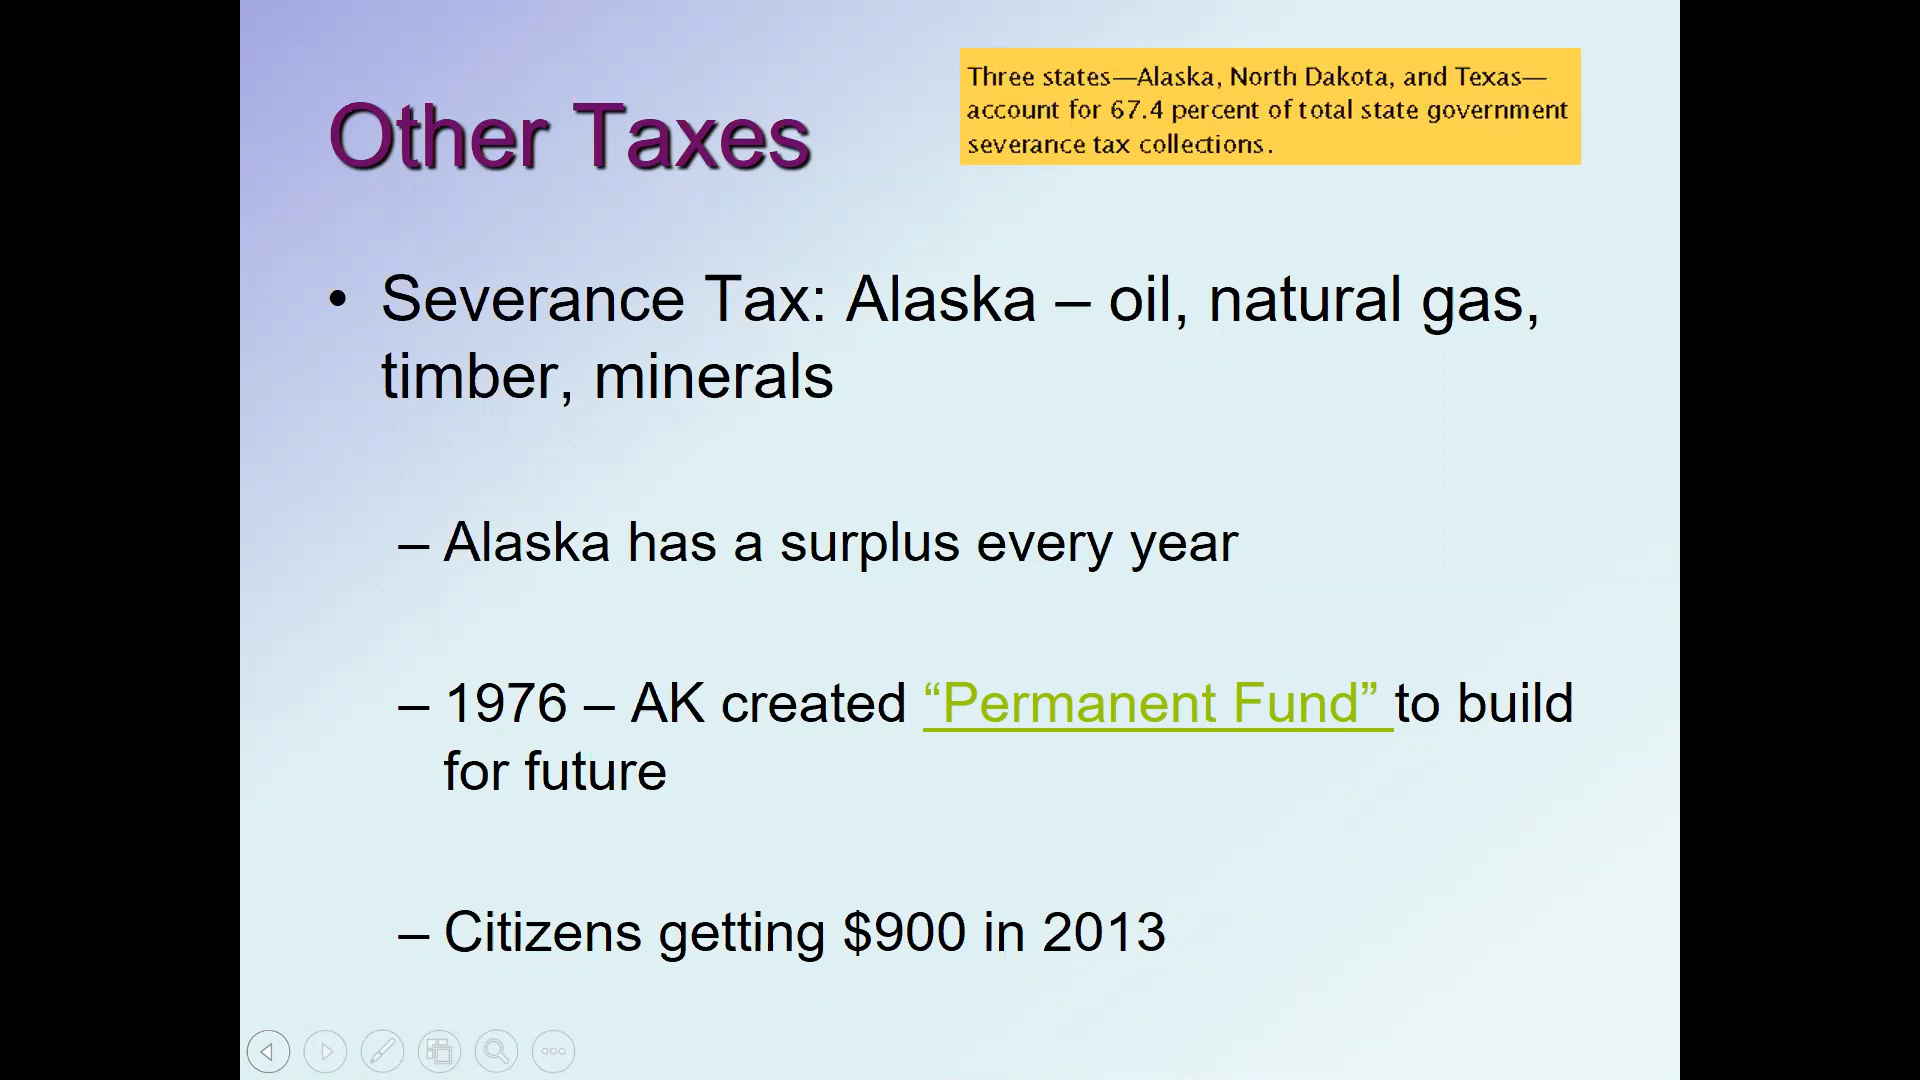 Other Taxes
Three states—Alaska, North Dakota, and Texas—
account for 67.4 percent of total state government
severance tax collections.
• Severance Tax: Alaska – oil, natural gas,
timber, minerals
– Alaska has a surplus every year
– 1976 – AK created “Permanent Fund” to build
for future
– Citizens getting $900 in 2013